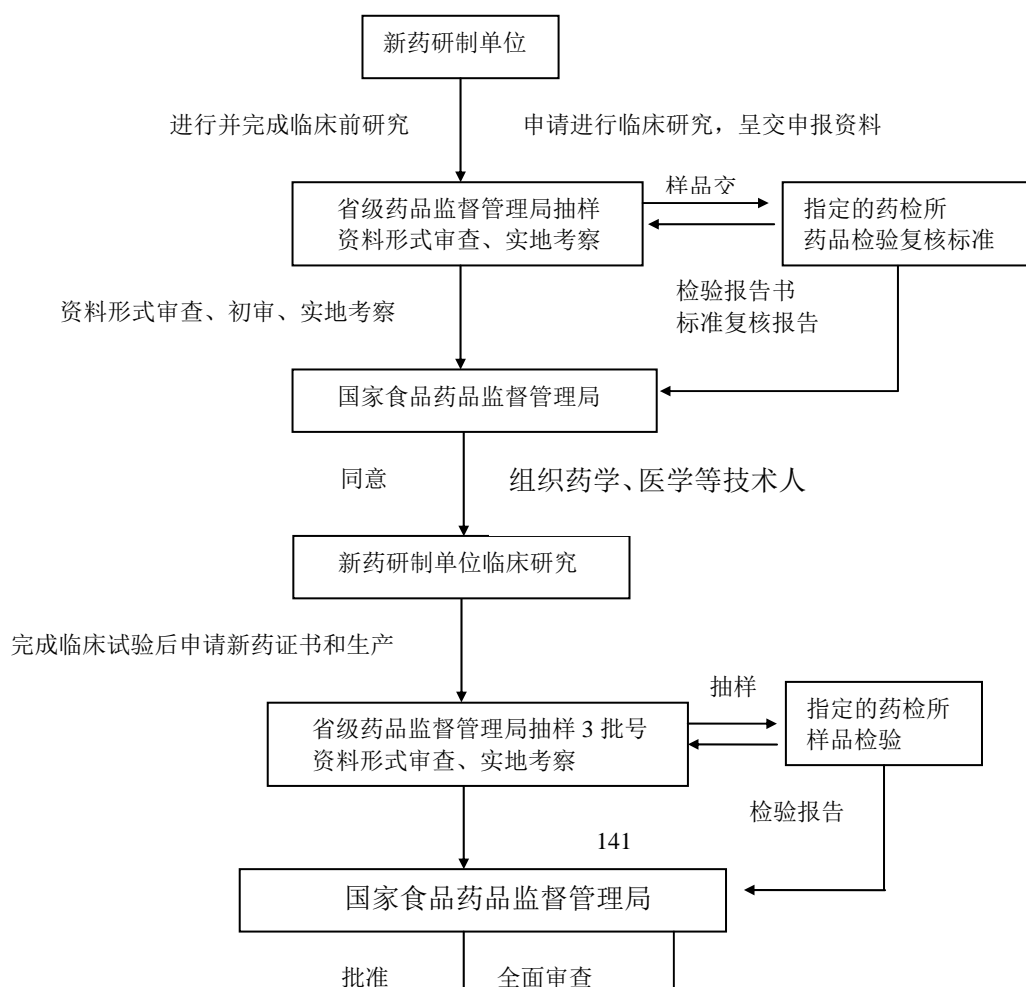 新药研制单位
进行并完成临床前研究
申请进行临床研究，呈交申报资料
样品交
省级药品监督管理局抽样
资料形式审查、实地考察
指定的药检所
药品检验复核标准
检验报告书
标准复核报告
资料形式审查、初审、实地考察
国家食品药品监督管理局
同意
组织药学、医学等技术人
新药研制单位临床研究
完成临床试验后申请新药证书和生产
抽样
省级药品监督管理局抽样 3 批号
资料形式审查、实地考察
指定的药检所
样品检验
检验报告
141
国家食品药品监督管理局
批准
全面审查